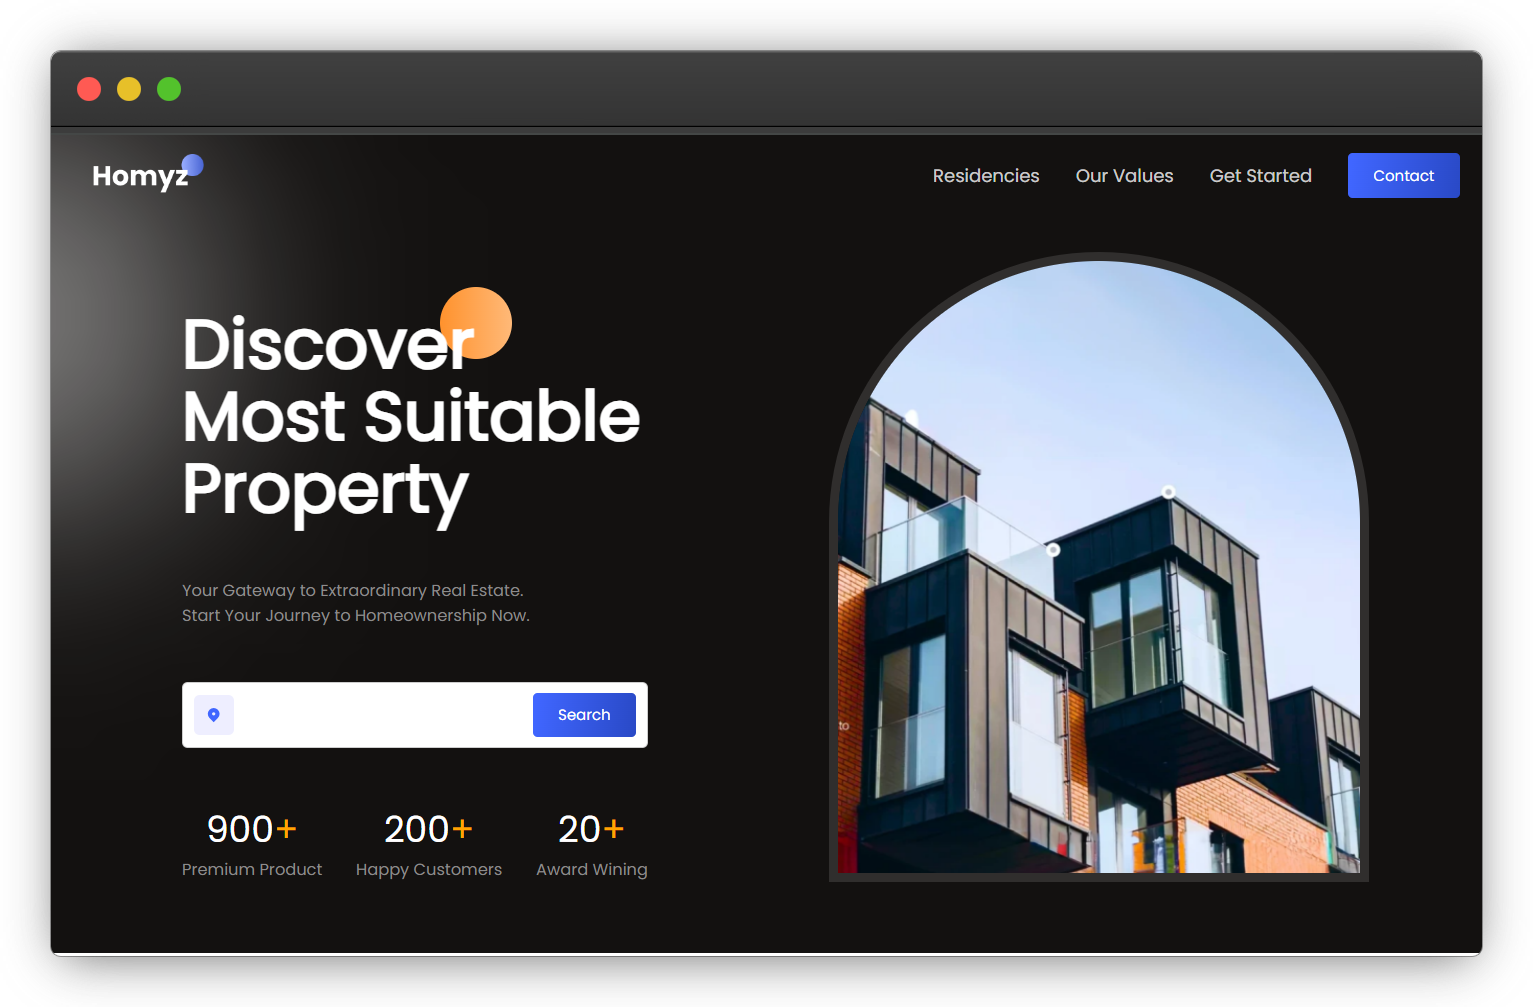 Homyz
Residencies
Our Values
Get Started
Contact
Discover
Most Suitable
Property
Your Gateway to Extraordinary Real Estate.
Start Your Journey to Homeownership Now.
Search
900+
200+
20+
Premium Product
Happy Customers
Award Wining
to